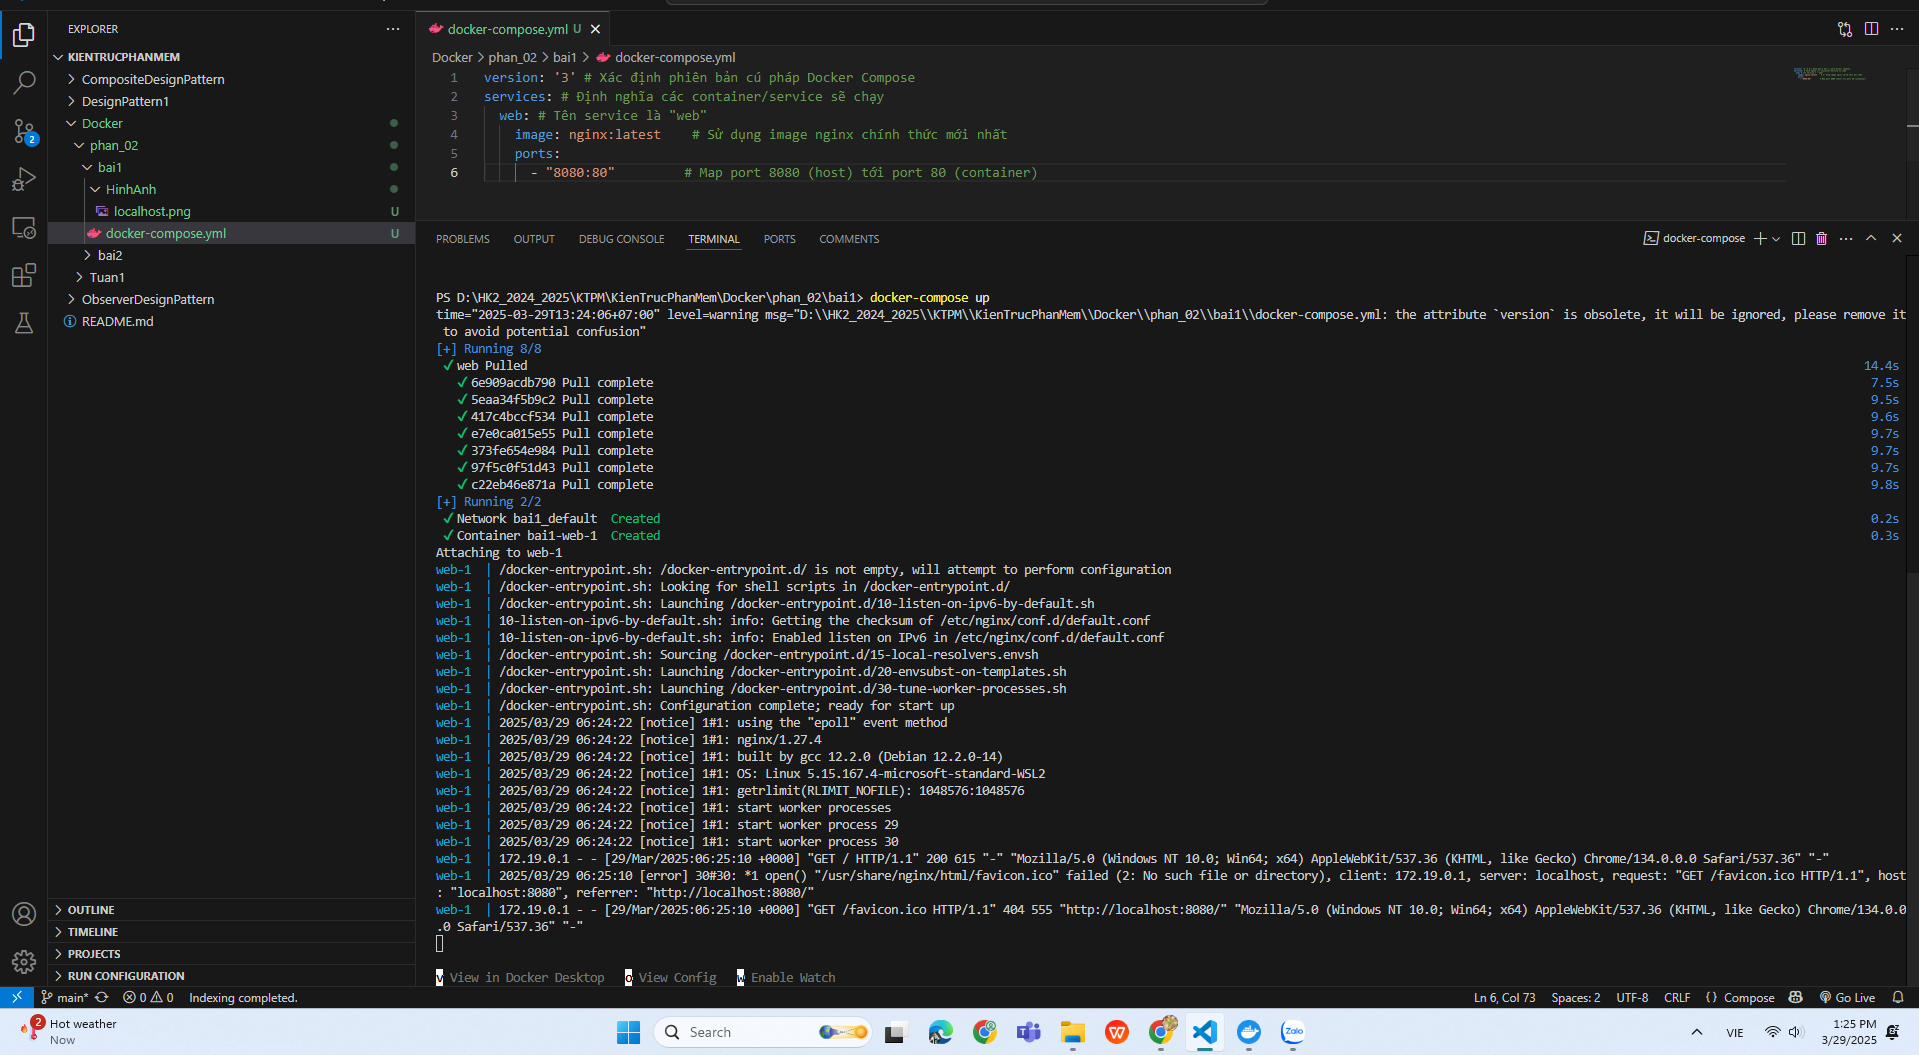 EXPLORER
KIENTRUCPHANMEM
CompositeDesignPattern
DesignPattern1
Docker
phan_02
bai1
HinhAnh
localhost.png U
docker-compose.yml U
bai2
Tuan1
ObserverDesignPattern
README.md
OUTLINE
TIMELINE
PROJECTS
RUN CONFIGURATION
2
docker-compose.yml U
Docker > phan_02 > bai1 > docker-compose.yml
1 version: '3' # Xác định phiên bản cú pháp Docker Compose
2 services: # Định nghĩa các container/service sẽ chạy
3 web: # Tên service là "web"
4 image: nginx:latest # Sử dụng image nginx chính thức mới nhất
5 ports:
6 - "8080:80" # Map port 8080 (host) tới port 80 (container)
PROBLEMS OUTPUT DEBUG CONSOLE TERMINAL PORTS COMMENTS docker-compose
PS D:\HK2_2024_2025\KTPM\KienTrucPhanMem\Docker\phan_02\bai1> docker-compose up
time="2025-03-29T13:24:06+07:00" level=warning msg="D:\\HK2_2024_2025\\KTPM\\KienTrucPhanMem\\Docker\\phan_02\\bai1\\docker-compose.yml: the attribute `version` is obsolete, it will be ignored, please remove it
to avoid potential confusion"
[+] Running 8/8
✓ web Pulled 14.4s
✓ 6e909acdb790 Pull complete 7.5s
✓ 5eaa34f5b9c2 Pull complete 9.5s
✓ 417c4bccf534 Pull complete 9.6s
✓ e7e0ca015e55 Pull complete 9.7s
✓ 373fe654e984 Pull complete 9.7s
✓ 97f5c0f51d43 Pull complete 9.7s
✓ c22eb46e871a Pull complete 9.8s
[+] Running 2/2
✓ Network bai1_default Created 0.2s
✓ Container bai1-web-1 Created 0.3s
Attaching to web-1
web-1 | /docker-entrypoint.sh: /docker-entrypoint.d/ is not empty, will attempt to perform configuration
web-1 | /docker-entrypoint.sh: Looking for shell scripts in /docker-entrypoint.d/
web-1 | /docker-entrypoint.sh: Launching /docker-entrypoint.d/10-listen-on-ipv6-by-default.sh
web-1 | 10-listen-on-ipv6-by-default.sh: info: Getting the checksum of /etc/nginx/conf.d/default.conf
web-1 | 10-listen-on-ipv6-by-default.sh: info: Enabled listen on IPv6 in /etc/nginx/conf.d/default.conf
web-1 | /docker-entrypoint.sh: Sourcing /docker-entrypoint.d/15-local-resolvers.envsh
web-1 | /docker-entrypoint.sh: Launching /docker-entrypoint.d/20-envsubst-on-templates.sh
web-1 | /docker-entrypoint.sh: Launching /docker-entrypoint.d/30-tune-worker-processes.sh
web-1 | /docker-entrypoint.sh: Configuration complete; ready for start up
web-1 | 2025/03/29 06:24:22 [notice] 1#1: using the "epoll" event method
web-1 | 2025/03/29 06:24:22 [notice] 1#1: nginx/1.27.4
web-1 | 2025/03/29 06:24:22 [notice] 1#1: built by gcc 12.2.0 (Debian 12.2.0-14)
web-1 | 2025/03/29 06:24:22 [notice] 1#1: OS: Linux 5.15.167.4-microsoft-standard-WSL2
web-1 | 2025/03/29 06:24:22 [notice] 1#1: getrlimit(RLIMIT_NOFILE): 1048576:1048576
web-1 | 2025/03/29 06:24:22 [notice] 1#1: start worker processes
web-1 | 2025/03/29 06:24:22 [notice] 1#1: start worker process 29
web-1 | 2025/03/29 06:24:22 [notice] 1#1: start worker process 30
web-1 | 172.19.0.1 - - [29/Mar/2025:06:25:10 +0000] "GET / HTTP/1.1" 200 615 "-" "Mozilla/5.0 (Windows NT 10.0; Win64; x64) AppleWebKit/537.36 (KHTML, like Gecko) Chrome/134.0.0.0 Safari/537.36" "-"
web-1 | 2025/03/29 06:25:10 [error] 30#30: *1 open() "/usr/share/nginx/html/favicon.ico" failed (2: No such file or directory), client: 172.19.0.1, server: localhost, request: "GET /favicon.ico HTTP/1.1", host
: "localhost:8080", referrer: "http://localhost:8080/"
web-1 | 172.19.0.1 - - [29/Mar/2025:06:25:10 +0000] "GET /favicon.ico HTTP/1.1" 404 555 "http://localhost:8080/" "Mozilla/5.0 (Windows NT 10.0; Win64; x64) AppleWebKit/537.36 (KHTML, like Gecko) Chrome/134.0.0
.0 Safari/537.36" "-"
v View in Docker Desktop o View Config w Enable Watch
main* 0 0 Indexing completed. Ln 6, Col 73 Spaces: 2 UTF-8 CRLF {} Compose Go Live
2 Hot weather
Now
Search
Zalo
VIE
1:25 PM
3/29/2025